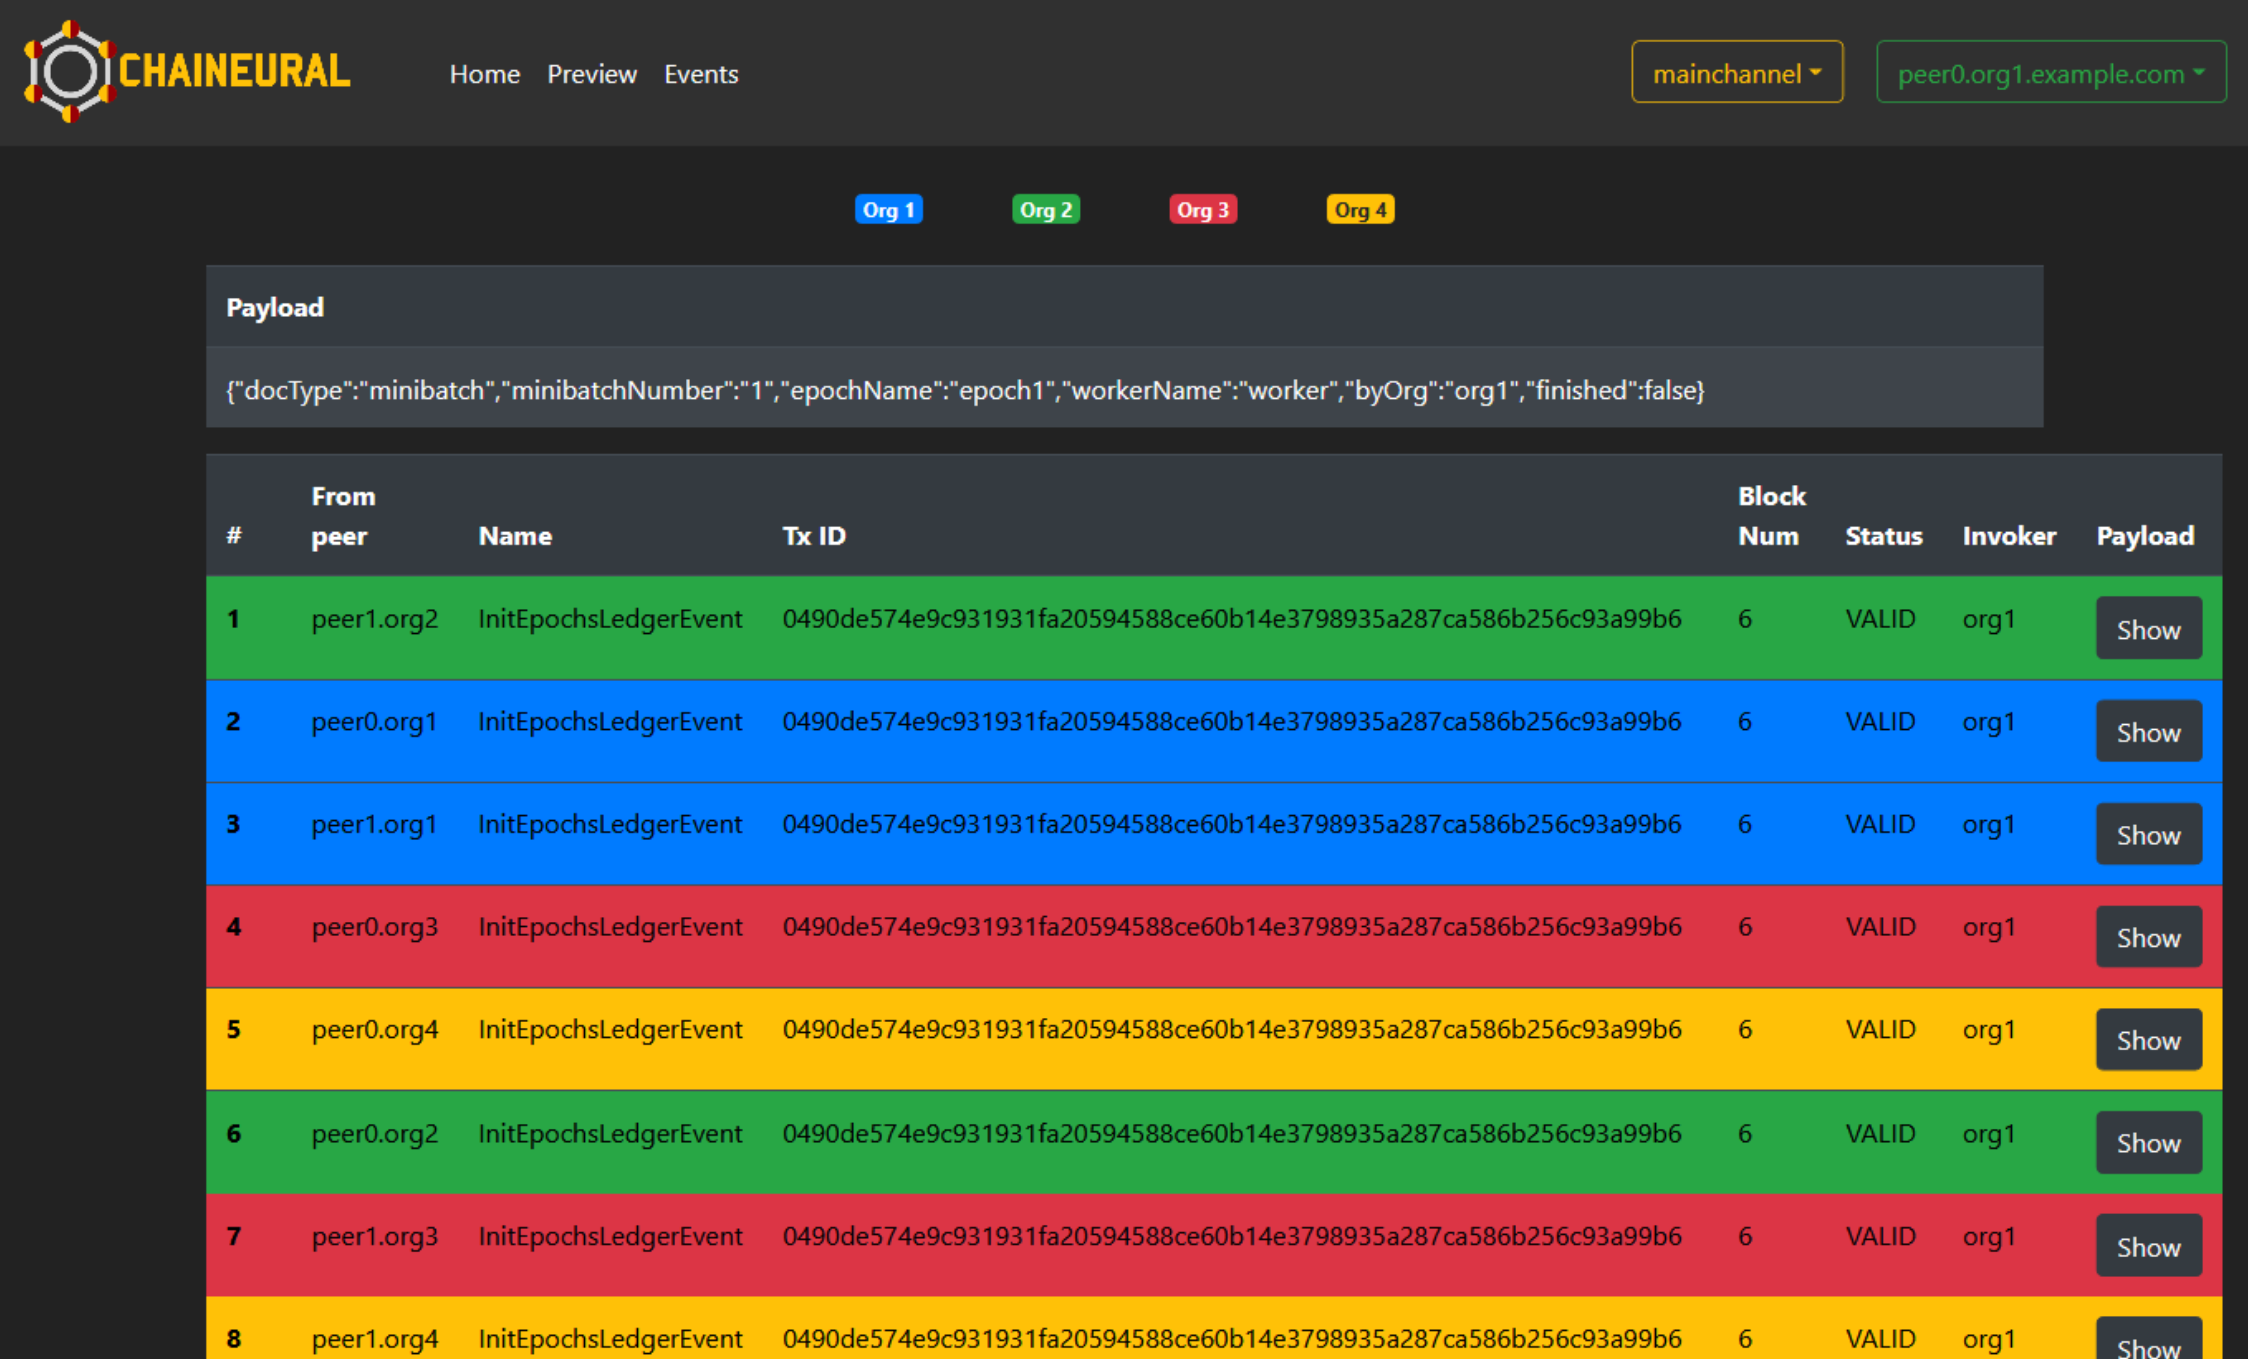 CHAINEURAL Home Preview Events mainchannel peer0.org1.example.com
Org 1 Org 2 Org 3 Org 4
Payload
{"docType":"minibatch","minibatchNumber":"1","epochName":"epoch1","workerName":"worker","byOrg":"org1","finished":false}
# From peer Name Tx ID Block Num Status Invoker Payload
1 peer1.org2 InitEpochsLedgerEvent 0490de574e9c931931fa20594588ce60b14e3798935a287ca586b256c93a99b6 6 VALID org1 Show
2 peer0.org1 InitEpochsLedgerEvent 0490de574e9c931931fa20594588ce60b14e3798935a287ca586b256c93a99b6 6 VALID org1 Show
3 peer1.org1 InitEpochsLedgerEvent 0490de574e9c931931fa20594588ce60b14e3798935a287ca586b256c93a99b6 6 VALID org1 Show
4 peer0.org3 InitEpochsLedgerEvent 0490de574e9c931931fa20594588ce60b14e3798935a287ca586b256c93a99b6 6 VALID org1 Show
5 peer0.org4 InitEpochsLedgerEvent 0490de574e9c931931fa20594588ce60b14e3798935a287ca586b256c93a99b6 6 VALID org1 Show
6 peer0.org2 InitEpochsLedgerEvent 0490de574e9c931931fa20594588ce60b14e3798935a287ca586b256c93a99b6 6 VALID org1 Show
7 peer1.org3 InitEpochsLedgerEvent 0490de574e9c931931fa20594588ce60b14e3798935a287ca586b256c93a99b6 6 VALID org1 Show
8 peer1.org4 InitEpochsLedgerEvent 0490de574e9c931931fa20594588ce60b14e3798935a287ca586b256c93a99b6 6 VALID org1 Show